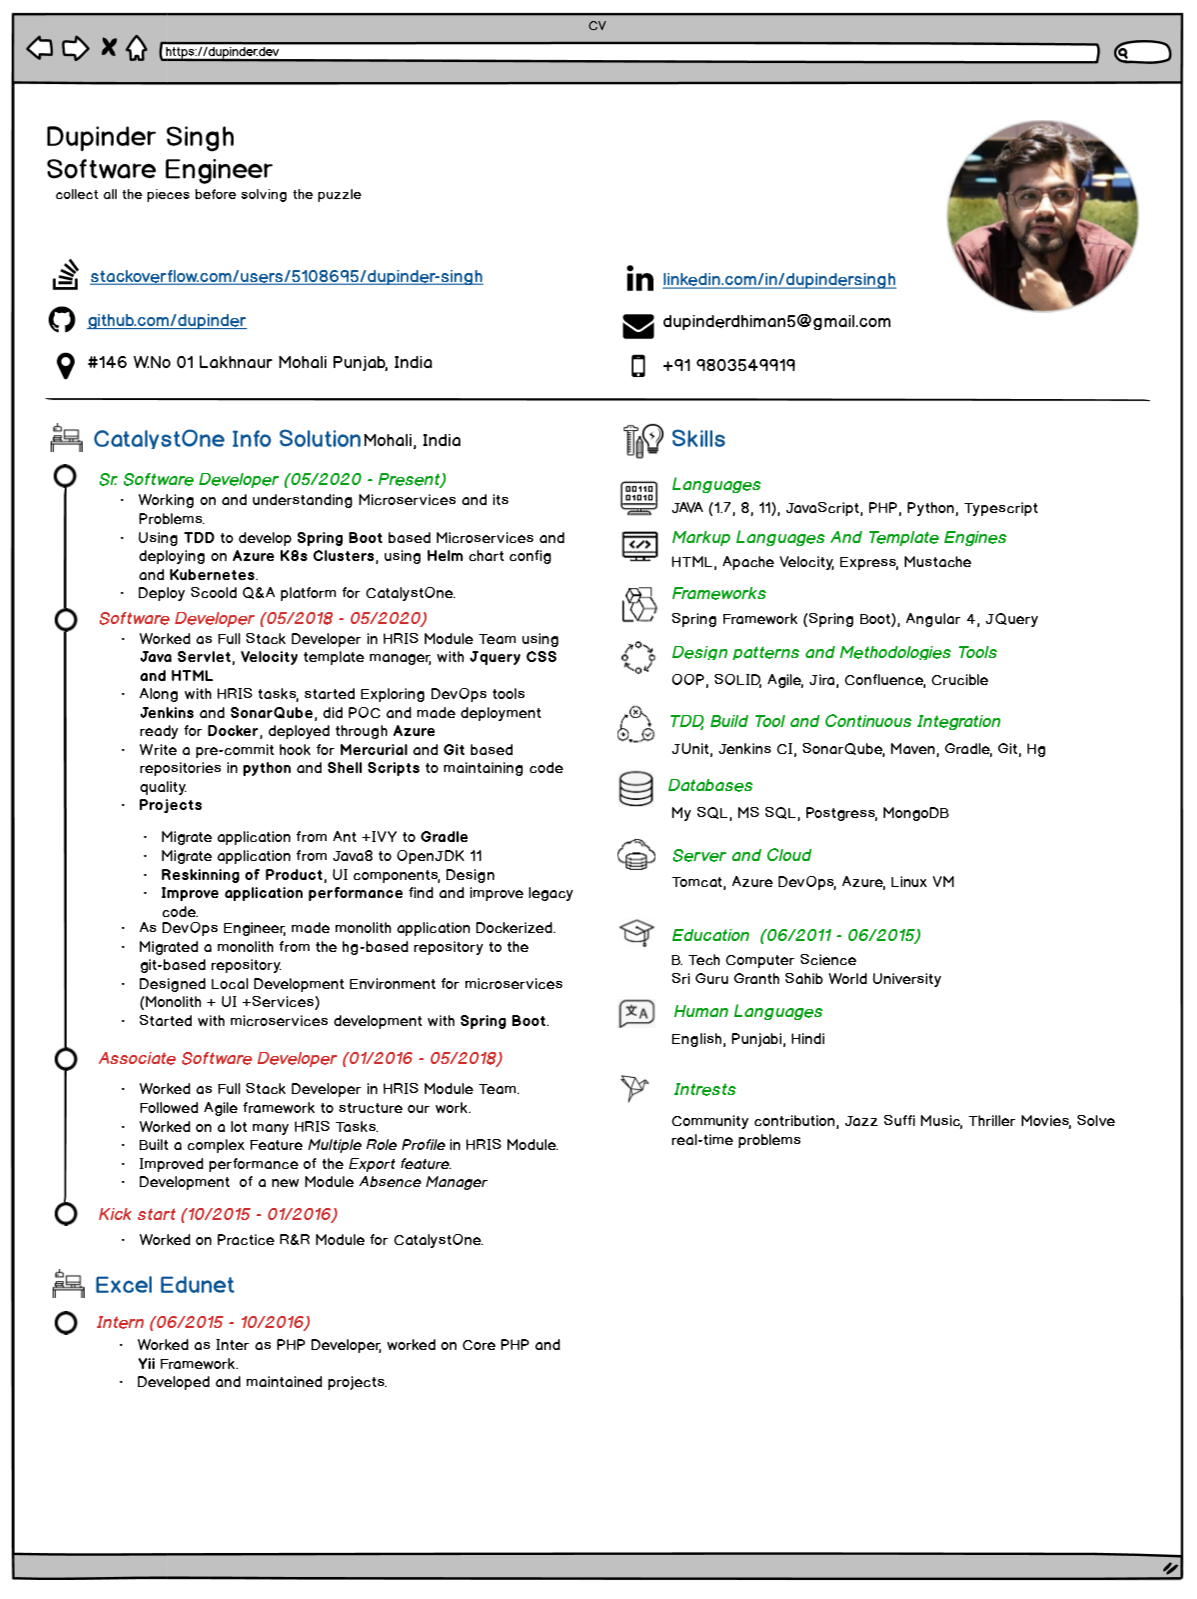 CV
https://dupinder.dev
Dupinder Singh
Software Engineer
collect all the pieces before solving the puzzle
stackoverflow.com/users/5108695/dupinder-singh
github.com/dupinder
#146 W.No 01 Lakhnaur Mohali Punjab, India
linkedin.com/in/dupindersingh
dupinderdhiman5@gmail.com
+91 9803549919
CatalystOne Info Solution Mohali, India
Sr. Software Developer (05/2020 - Present)
· Working on and understanding Microservices and its
Problems.
· Using TDD to develop Spring Boot based Microservices and
deploying on Azure K8s Clusters, using Helm chart config
and Kubernetes.
· Deploy Scoold Q&A platform for CatalystOne.
Software Developer (05/2018 - 05/2020)
· Worked as Full Stack Developer in HRIS Module Team using
Java Servlet, Velocity template manager, with Jquery CSS
and HTML
· Along with HRIS tasks, started Exploring DevOps tools
Jenkins and SonarQube, did POC and made deployment
ready for Docker, deployed through Azure
· Write a pre-commit hook for Mercurial and Git based
repositories in python and Shell Scripts to maintaining code
quality.
· Projects
· Migrate application from Ant +IVY to Gradle
· Migrate application from Java8 to OpenJDK 11
· Reskinning of Product, UI components, Design
· Improve application performance find and improve legacy
code.
· As DevOps Engineer, made monolith application Dockerized.
· Migrated a monolith from the hg-based repository to the
git-based repository.
· Designed Local Development Environment for microservices
(Monolith + UI +Services)
· Started with microservices development with Spring Boot.
Associate Software Developer (01/2016 - 05/2018)
· Worked as Full Stack Developer in HRIS Module Team.
Followed Agile framework to structure our work.
· Worked on a lot many HRIS Tasks.
· Built a complex Feature Multiple Role Profile in HRIS Module.
· Improved performance of the Export feature.
· Development of a new Module Absence Manager
Kick start (10/2015 - 01/2016)
· Worked on Practice R&R Module for CatalystOne.
Excel Edunet
Intern (06/2015 - 10/2016)
· Worked as Inter as PHP Developer, worked on Core PHP and
Yii Framework.
· Developed and maintained projects.
Skills
00110
01010
Languages
JAVA (1.7, 8, 11), JavaScript, PHP, Python, Typescript
</>
Markup Languages And Template Engines
HTML, Apache Velocity, Express, Mustache
Frameworks
Spring Framework (Spring Boot), Angular 4, JQuery
Design patterns and Methodologies Tools
OOP, SOLID, Agile, Jira, Confluence, Crucible
TDD, Build Tool and Continuous Integration
JUnit, Jenkins CI, SonarQube, Maven, Gradle, Git, Hg
Databases
My SQL, MS SQL, Postgress, MongoDB
Server and Cloud
Tomcat, Azure DevOps, Azure, Linux VM
Education (06/2011 - 06/2015)
B. Tech Computer Science
Sri Guru Granth Sahib World University
文A
Human Languages
English, Punjabi, Hindi
Intrests
Community contribution, Jazz Suffi Music, Thriller Movies, Solve
real-time problems